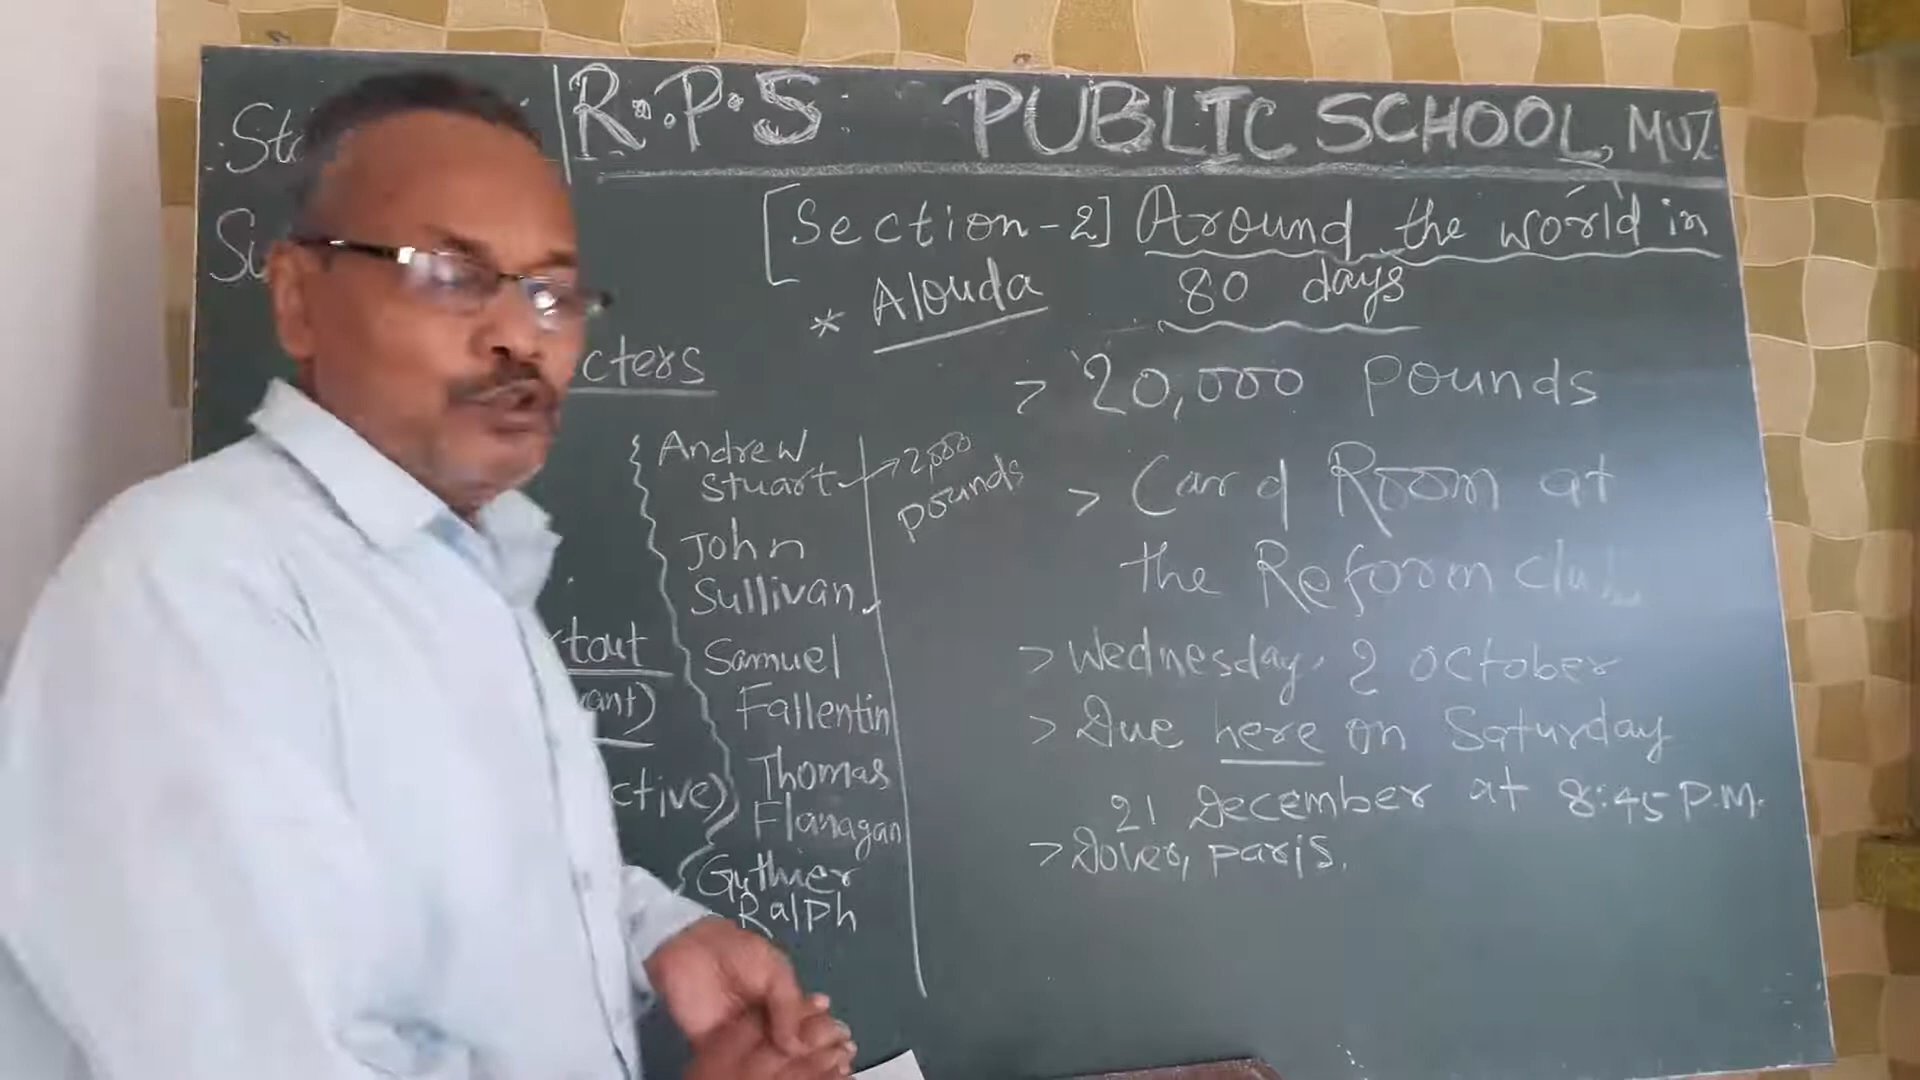 R.P.S. PUBLIC SCHOOL, MUZ
[Section-2] Around the world in
80 days
* Alouda
cters
> 20,000 pounds
Andrew
Stuart → 2,000
pounds
> Card Room at
the Reform Club
John
Sullivan
tout
ant)
Samuel
Fallentin
> Wednesday, 2 October
> Due here on Saturday
21 December at 8:45 P.M.
ctive)
Thomas
Flanagan
> Dover, paris.
Guthier
Ralph